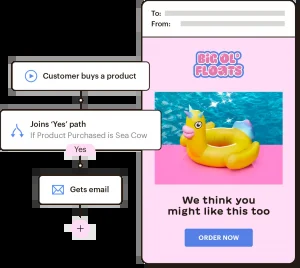 To:
From:
BIG OL'
FLOATS
Customer buys a product
Joins 'Yes' path
If Product Purchased is Sea Cow
Yes
Gets email
+
We think you
might like this too
ORDER NOW